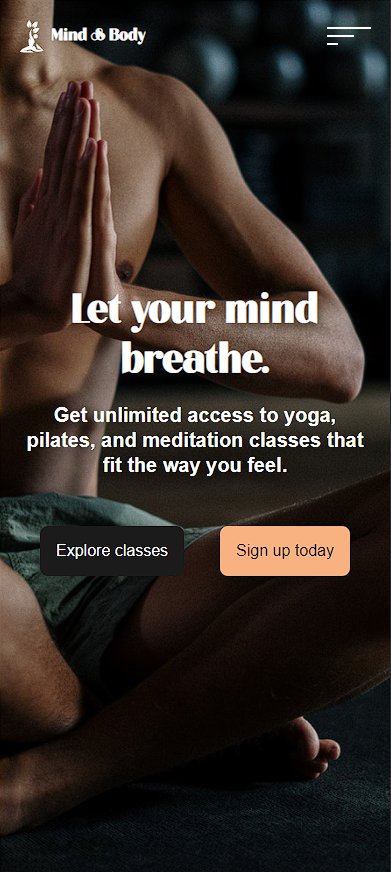 Mind & Body
Let your mind
breathe.
Get unlimited access to yoga,
pilates, and meditation classes that
fit the way you feel.
Explore classes
Sign up today